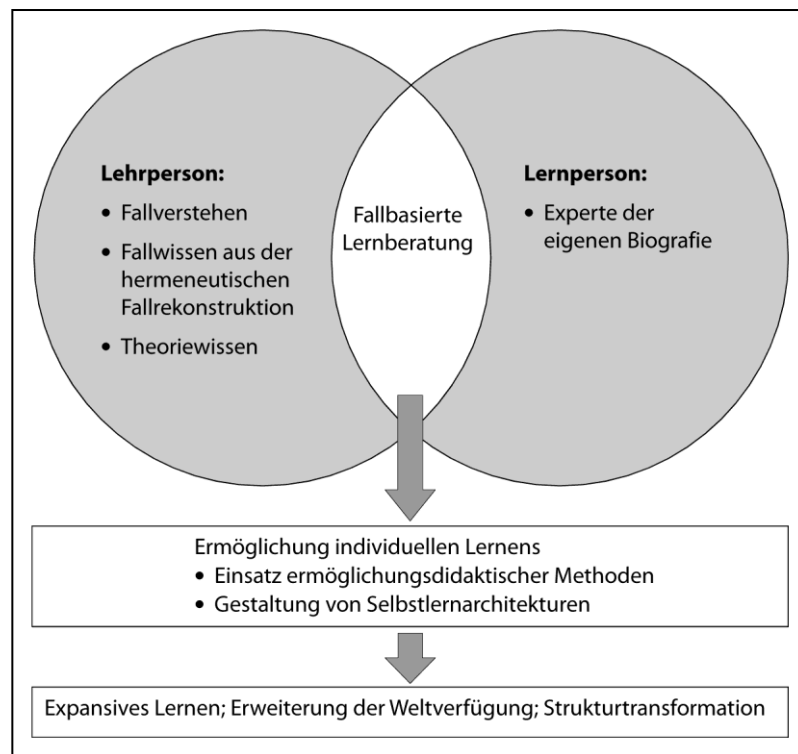 Lehrperson:
• Fallverstehen
• Fallwissen aus der
hermeneutischen
Fallrekonstruktion
• Theoriewissen
Fallbasierte
Lernberatung
Lernperson:
• Experte der
eigenen Biografie
Ermöglichung individuellen Lernens
• Einsatz ermöglichungsdidaktischer Methoden
• Gestaltung von Selbstlernarchitekturen
Expansives Lernen; Erweiterung der Weltverfügung; Strukturtransformation